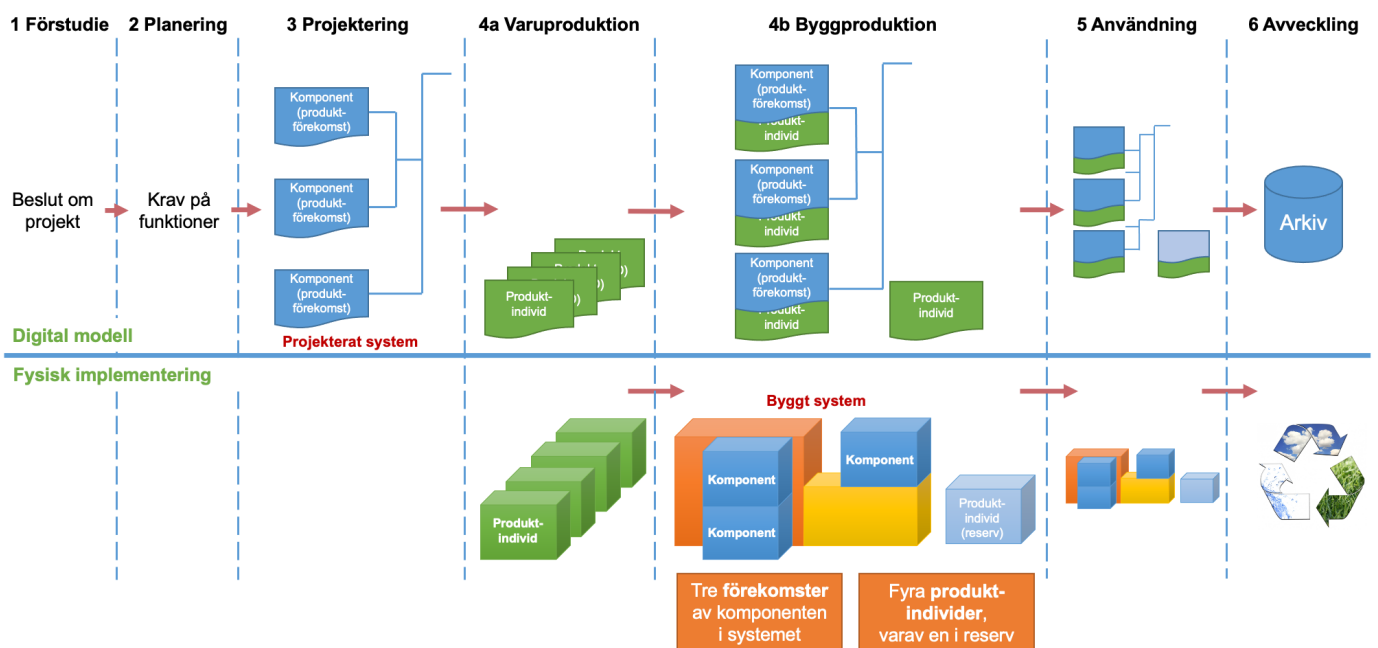 1 Förstudie
2 Planering
3 Projektering
4a Varuproduktion
4b Byggproduktion
5 Användning
6 Avveckling
Beslut om
projekt
Krav på
funktioner
Komponent
(produkt-
förekomst)
Komponent
(produkt-
förekomst)
Komponent
(produkt-
förekomst)
Projekterat system
Produkt-
individ
Komponent
(produkt-
förekomst)
Produkt-
individ
Komponent
(produkt-
förekomst)
Produkt-
individ
Komponent
(produkt-
förekomst)
Produkt-
individ
Produkt-
individ
Arkiv
Digital modell
Fysisk implementering
Produkt-
individ
Byggt system
Komponent
Komponent
Komponent
Produkt-
individ
(reserv)
Tre förekomster
av komponenten
i systemet
Fyra produkt-
individer,
varav en i reserv